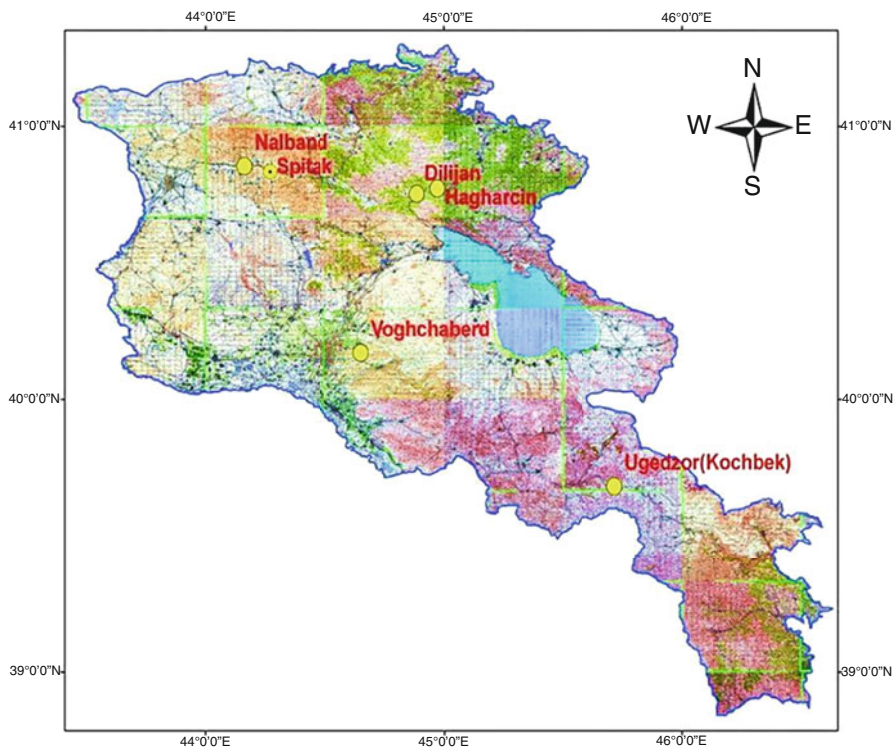 44°0'0"E
45°0'0"E
46°0'0"E
N
W
E
S
41°0'0"N
41°0'0"N
Nalband
Spitak
Dilijan
Hagharcin
Voghchaberd
40°0'0"N
40°0'0"N
Ugedzor(Kochbek)
39°0'0"N
39°0'0"N
44°0'0"E
45°0'0"E
46°0'0"E